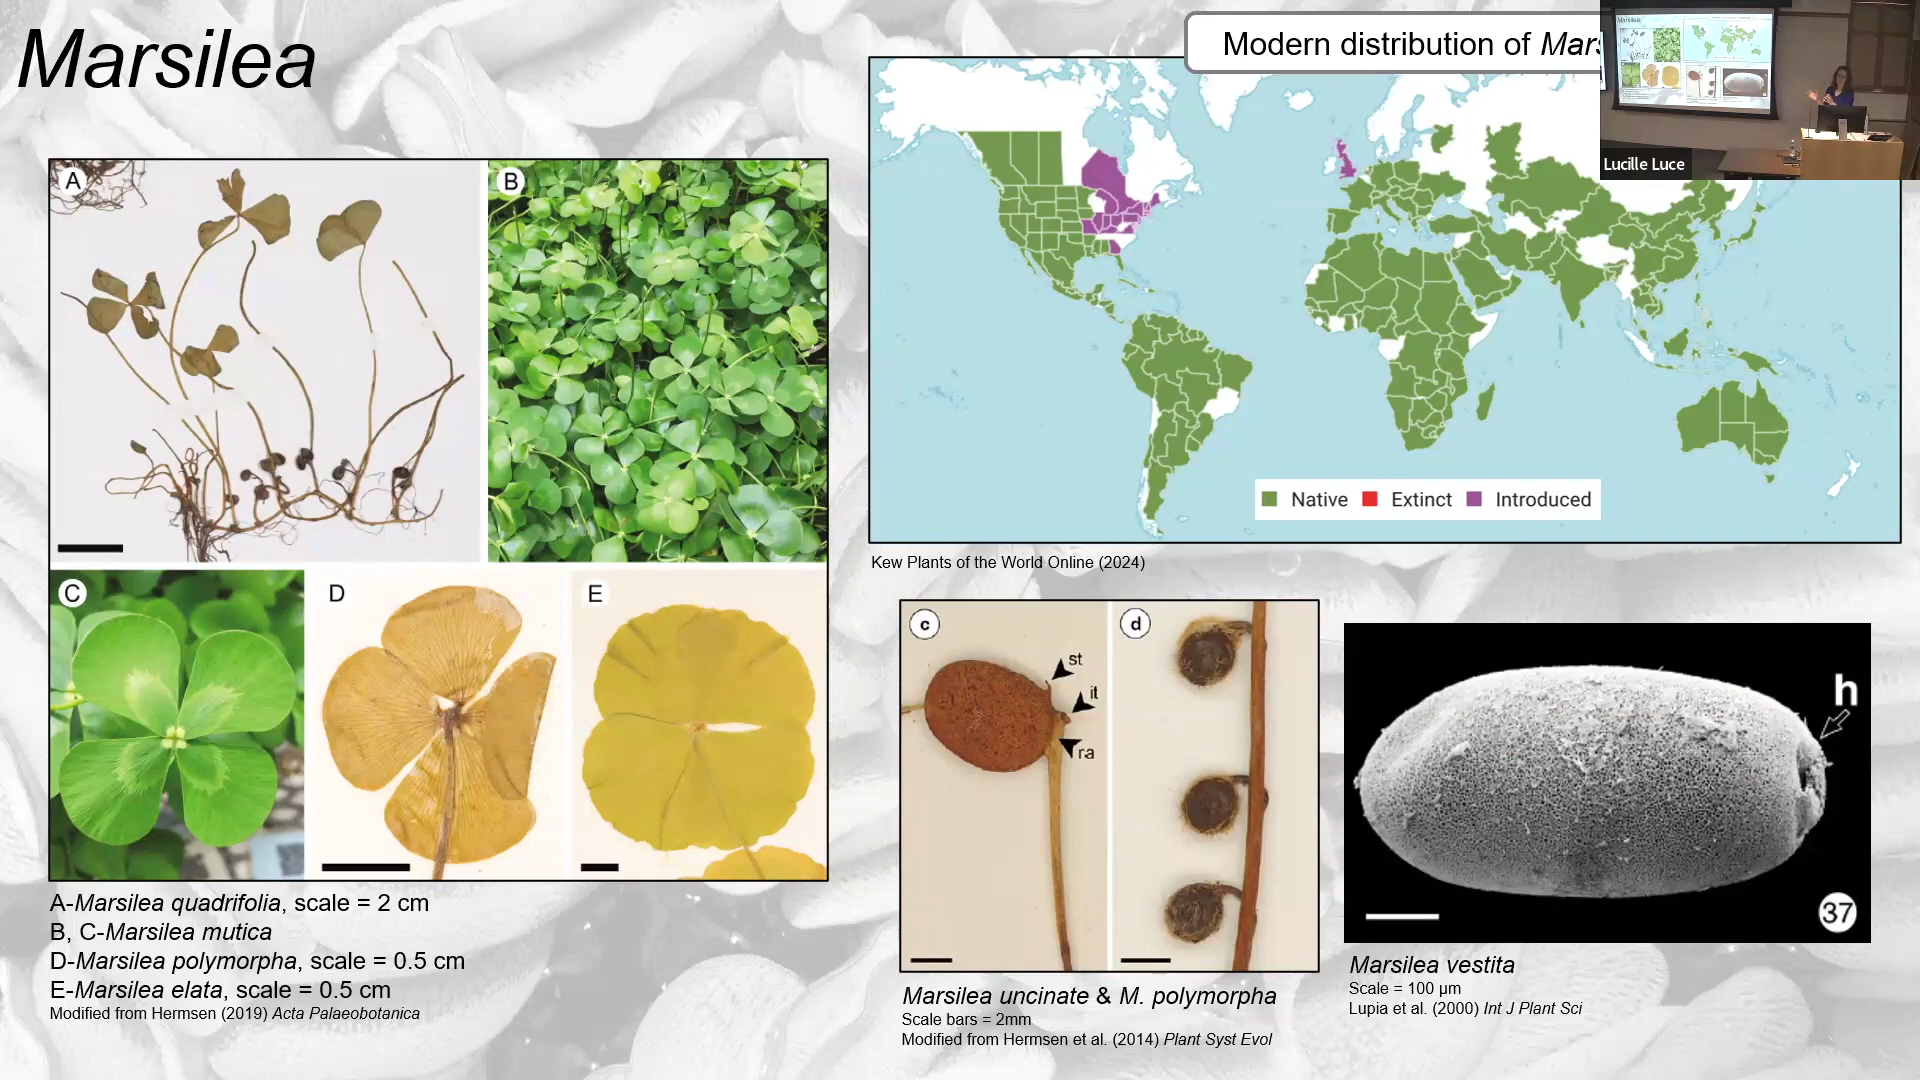 Marsilea
Modern distribution of Mars
Lucille Luce
A
B
C
D
E
Native
Extinct
Introduced
Kew Plants of the World Online (2024)
A-Marsilea quadrifolia, scale = 2 cm
B, C-Marsilea mutica
D-Marsilea polymorpha, scale = 0.5 cm
E-Marsilea elata, scale = 0.5 cm
Modified from Hermsen (2019) Acta Palaeobotanica
c
st
it
ra
d
Marsilea uncinate & M. polymorpha
Scale bars = 2mm
Modified from Hermsen et al. (2014) Plant Syst Evol
h
37
Marsilea vestita
Scale = 100 μm
Lupia et al. (2000) Int J Plant Sci